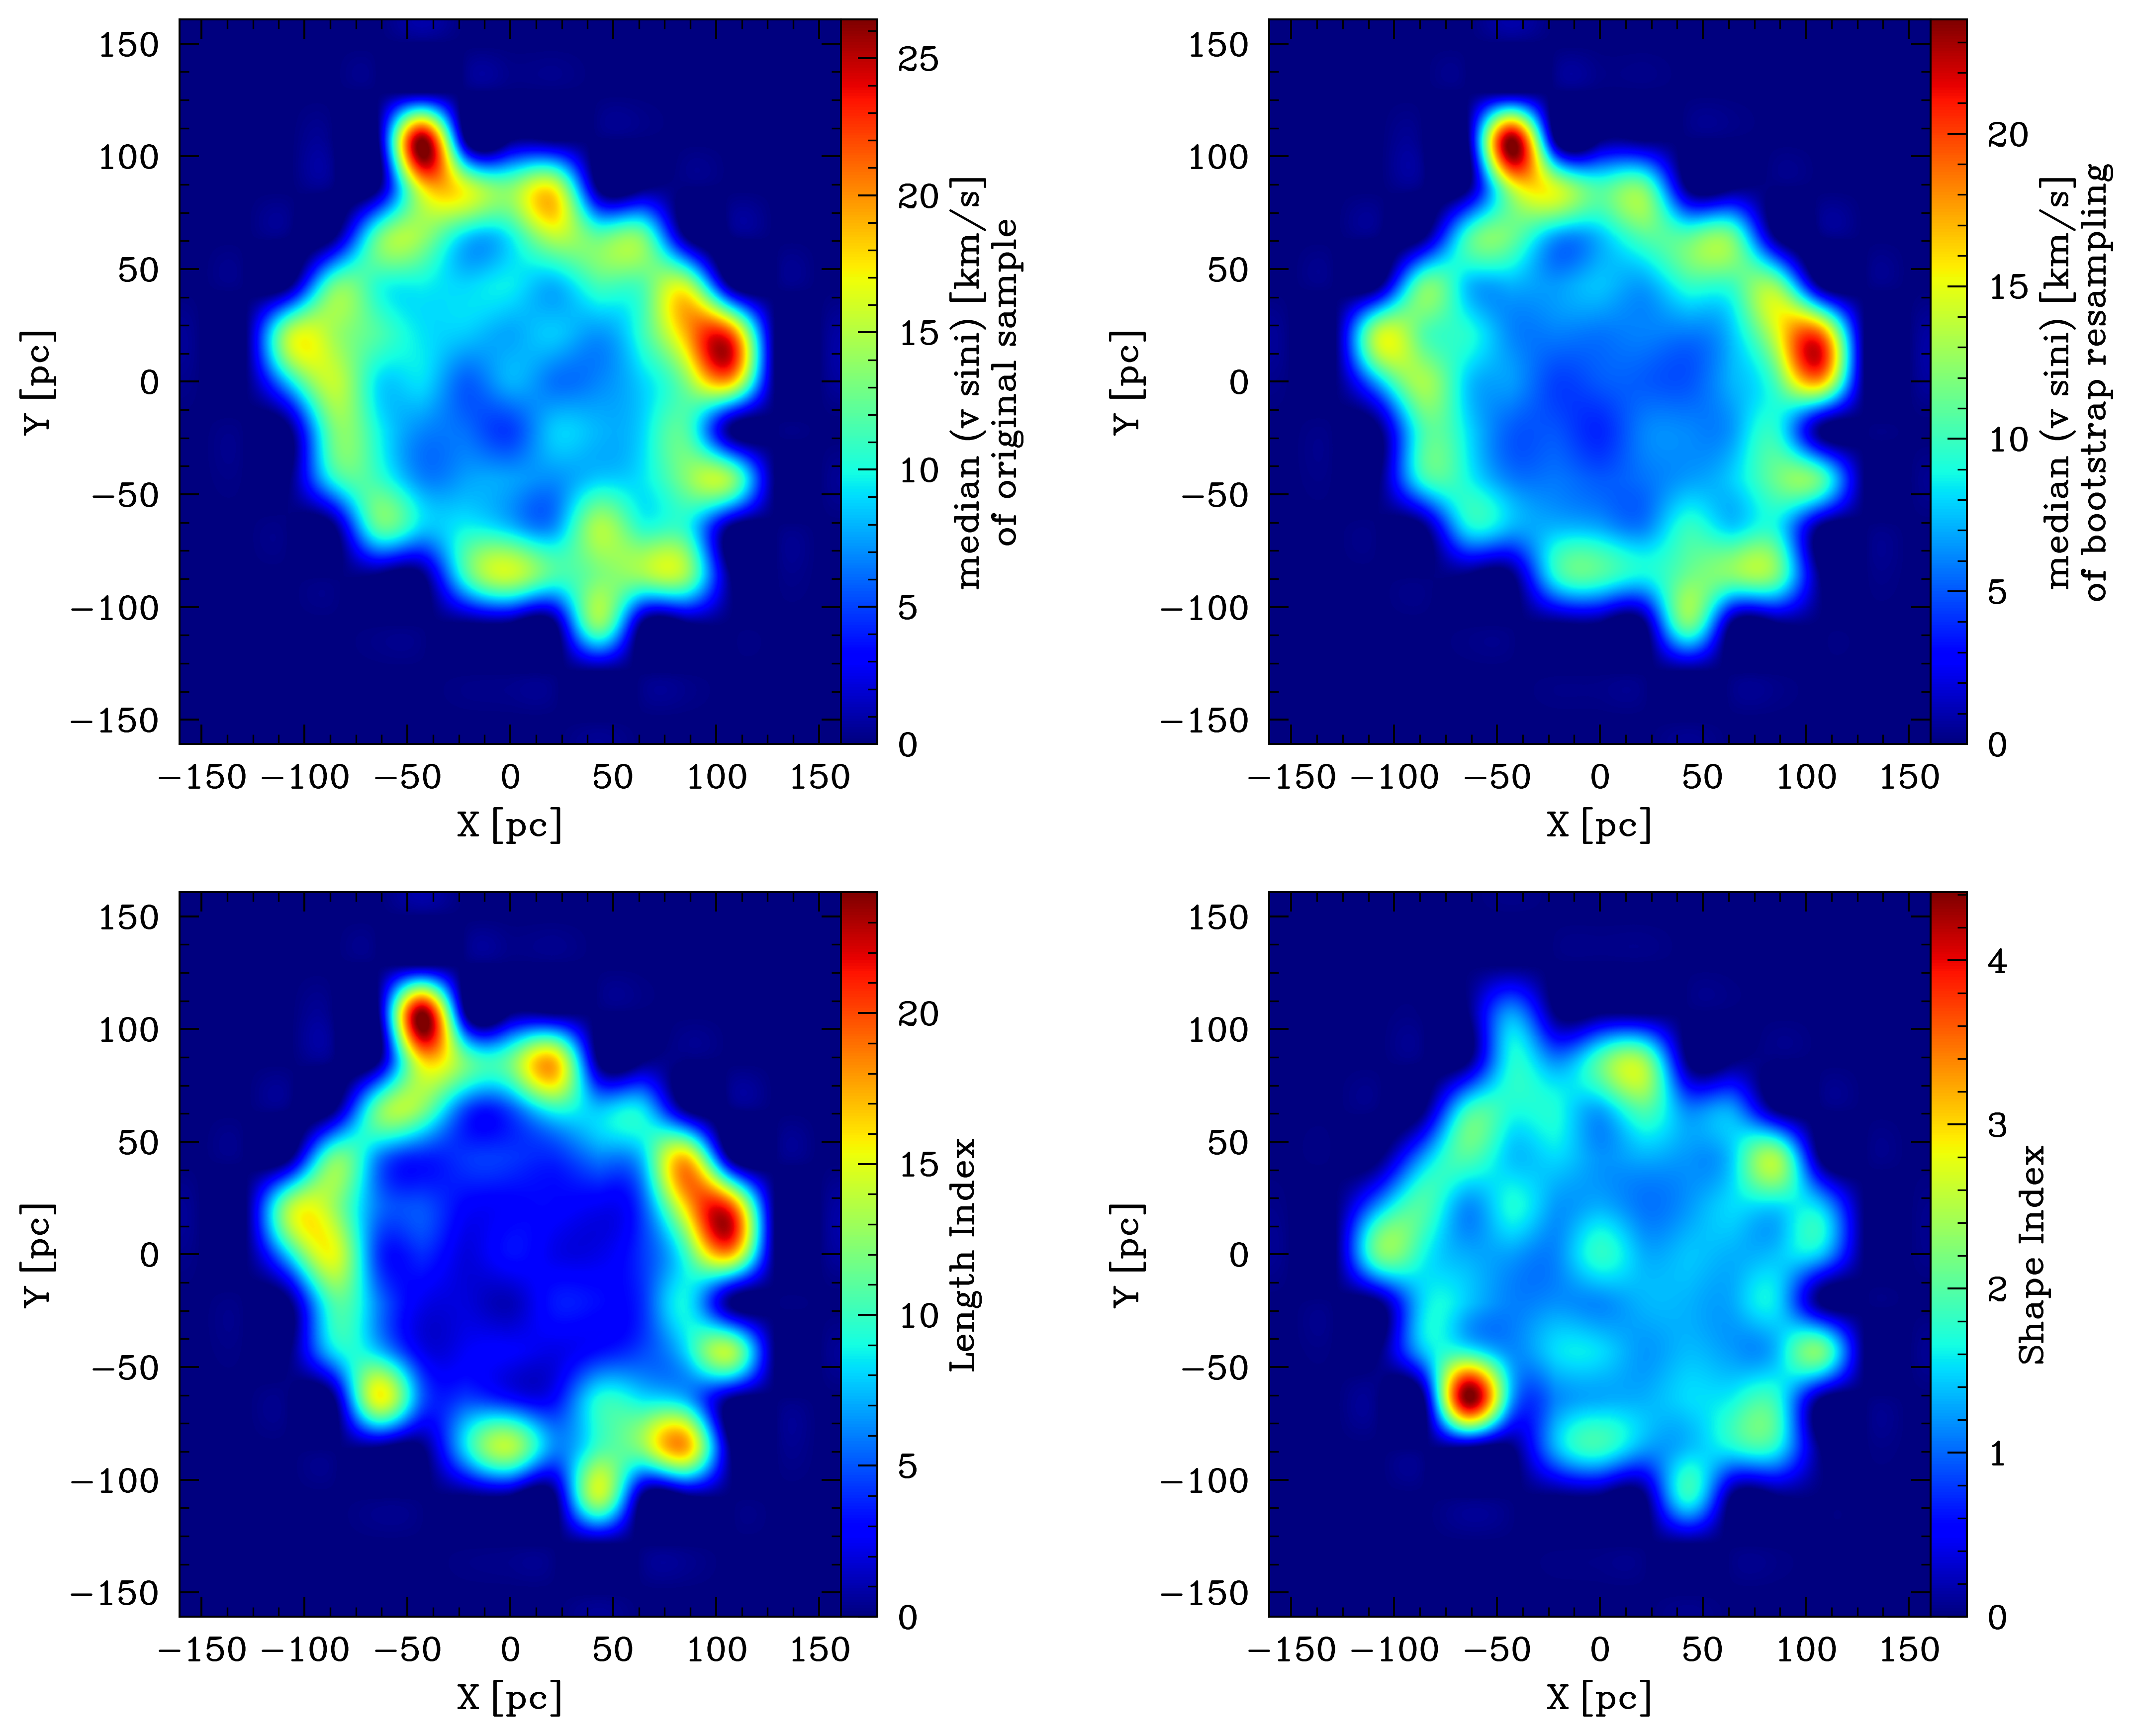 150
100
50
0
−50
−100
−150
Y [pc]
−150 −100 −50 0 50 100 150
X [pc]
25
20
15
10
5
0
median (v sini) [km/s]
of original sample
150
100
50
0
−50
−100
−150
Y [pc]
−150 −100 −50 0 50 100 150
X [pc]
20
15
10
5
0
median (v sini) [km/s]
of bootstrap resampling
150
100
50
0
−50
−100
−150
Y [pc]
−150 −100 −50 0 50 100 150
X [pc]
20
15
10
5
0
Length Index
150
100
50
0
−50
−100
−150
Y [pc]
−150 −100 −50 0 50 100 150
X [pc]
4
3
2
1
0
Shape Index